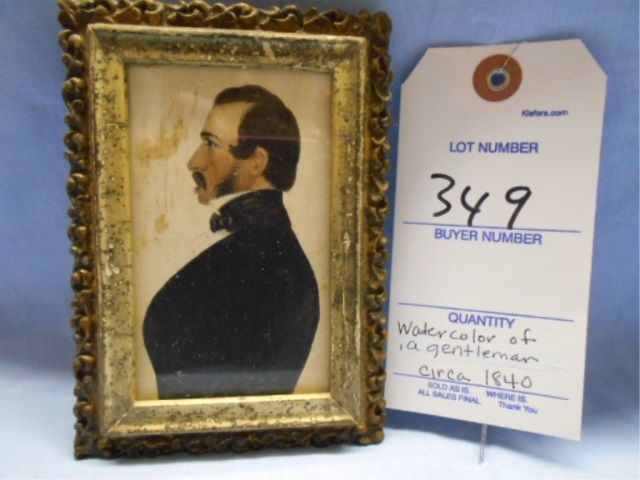 Kiefers.com
LOT NUMBER
349
BUYER NUMBER
QUANTITY
Watercolor of
a gentleman
circa 1840
SOLD AS IS. WHERE IS.
ALL SALES FINAL. Thank You